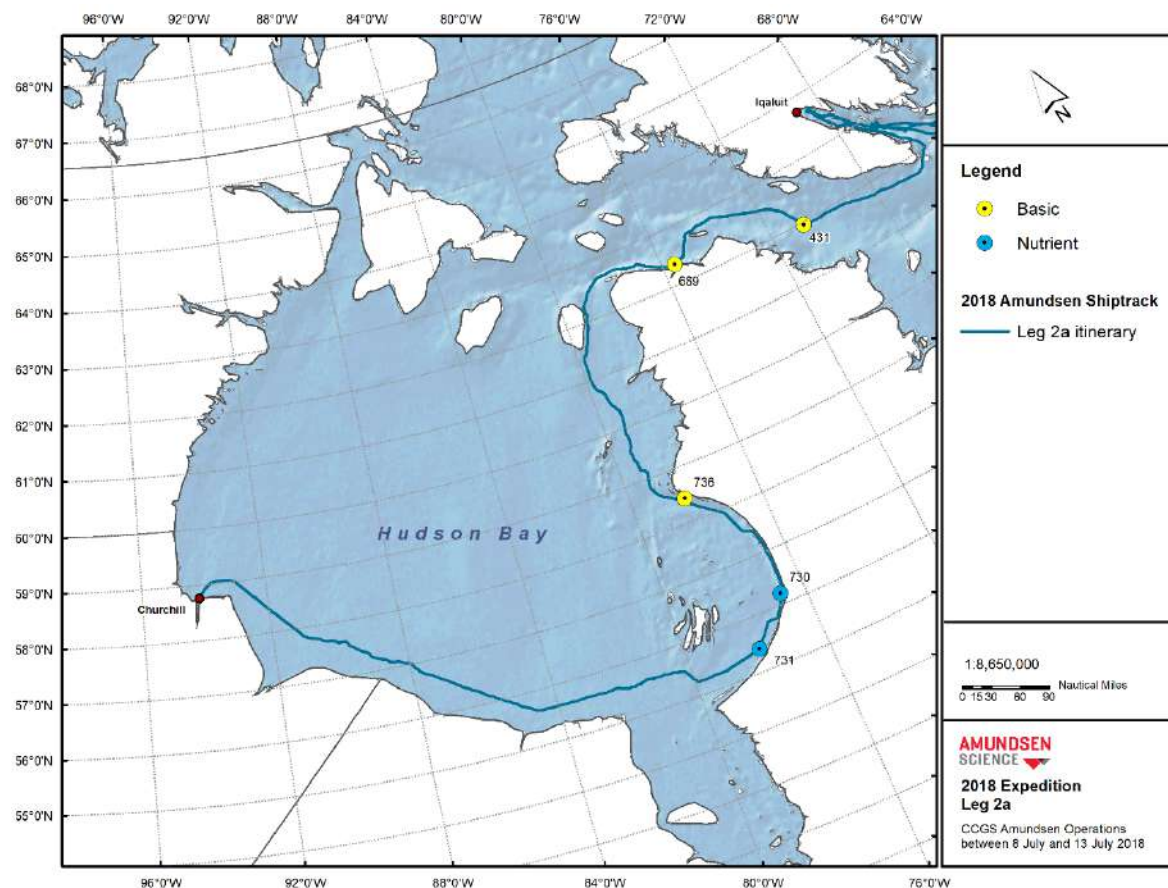 96°0'W 92°0'W 88°0'W 84°0'W 80°0'W 76°0'W 72°0'W 68°0'W 64°0'W
68°0'N
67°0'N
66°0'N
65°0'N
64°0'N
63°0'N
62°0'N
61°0'N
60°0'N
59°0'N
58°0'N
57°0'N
56°0'N
55°0'N
Iqaluit
431
689
736
Hudson Bay
730
Churchill
731
96°0'W 92°0'W 88°0'W 84°0'W 80°0'W 76°0'W
N
Legend
Basic
Nutrient
2018 Amundsen Shiptrack
Leg 2a itinerary
1:8,650,000
0 15 30 60 90 Nautical Miles
AMUNDSEN
SCIENCE
2018 Expedition
Leg 2a
CCGS Amundsen Operations
between 8 July and 13 July 2018